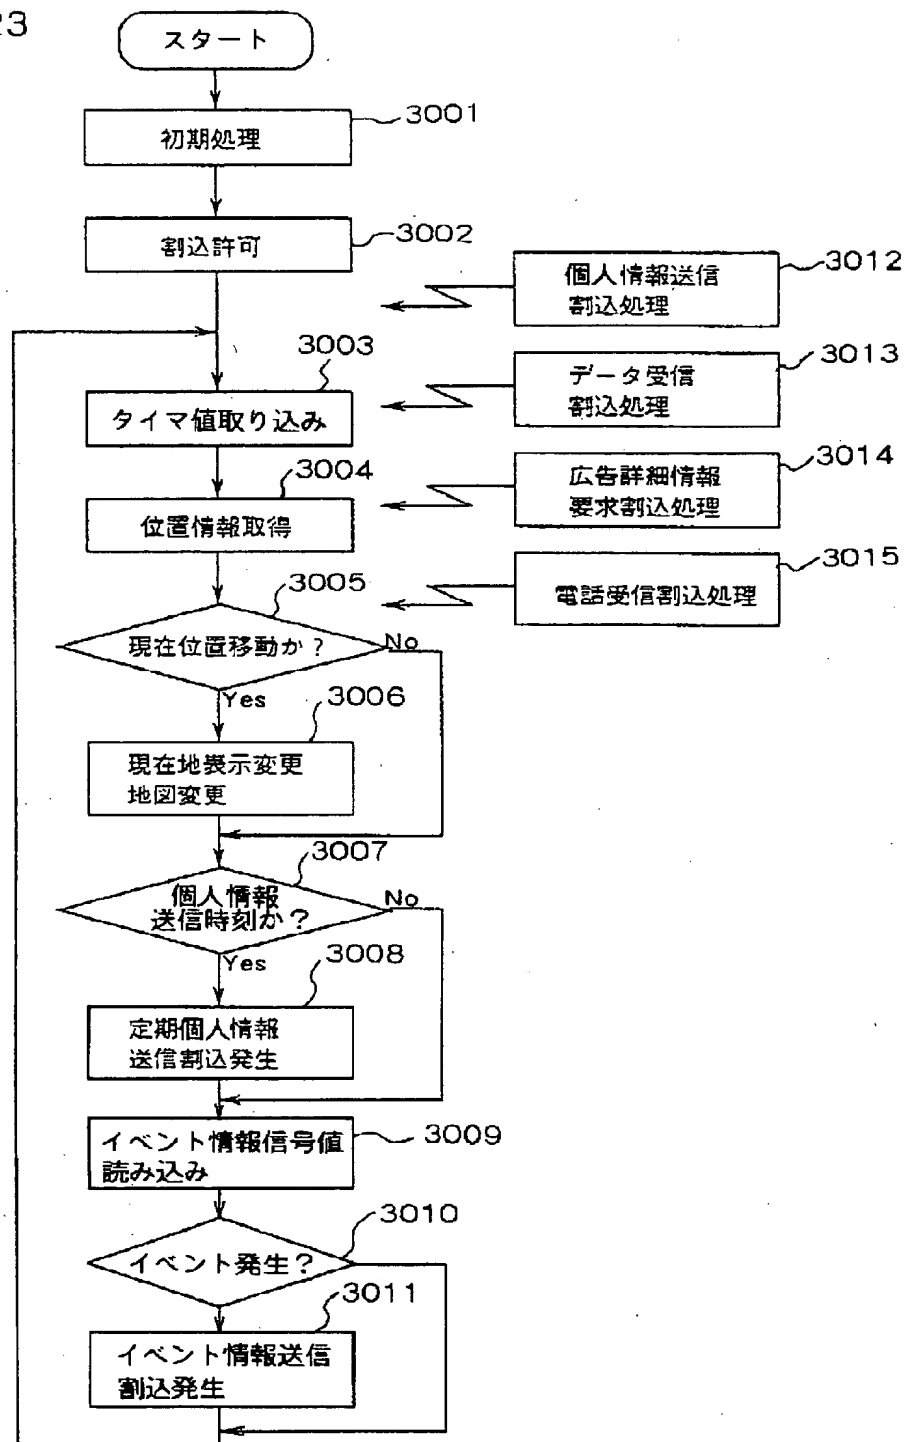 23
スタート
3001
初期処理
3002
割込許可
3012
個人情報送信
割込処理
3003
タイマ値取り込み
3013
データ受信
割込処理
3004
位置情報取得
3014
広告詳細情報
要求割込処理
3005
現在位置移動か?
No
Yes
3015
電話受信割込処理
3006
現在地表示変更
地図変更
3007
個人情報
送信時刻か?
No
Yes
3008
定期個人情報
送信割込発生
3009
イベント情報信号値
読み込み
3010
イベント発生?
3011
イベント情報送信
割込発生